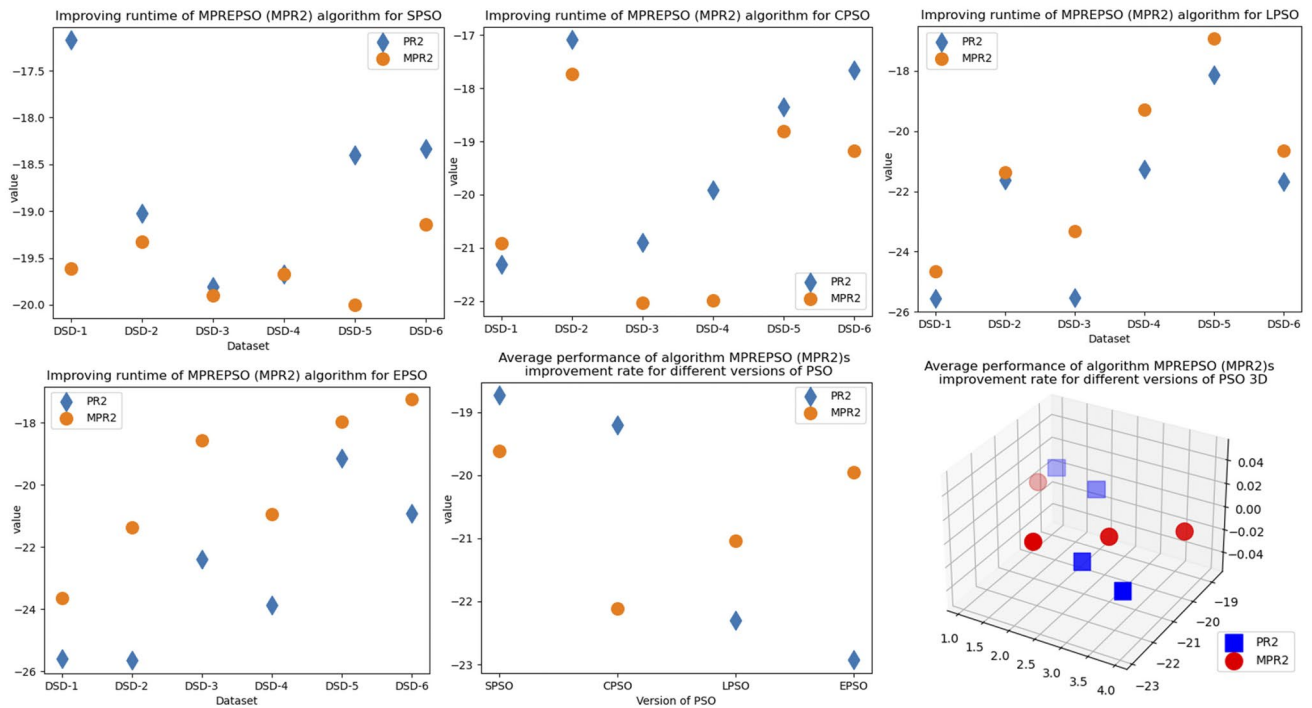 Improving runtime of MPREPSO (MPR2) algorithm for SPSO
PR2
MPR2
value
−17.5
−18.0
−18.5
−19.0
−19.5
−20.0
DSD-1 DSD-2 DSD-3 DSD-4 DSD-5 DSD-6
Dataset
Improving runtime of MPREPSO (MPR2) algorithm for CPSO
PR2
MPR2
value
−17
−18
−19
−20
−21
−22
DSD-1 DSD-2 DSD-3 DSD-4 DSD-5 DSD-6
Improving runtime of MPREPSO (MPR2) algorithm for LPSO
PR2
MPR2
value
−18
−20
−22
−24
−26
DSD-1 DSD-2 DSD-3 DSD-4 DSD-5 DSD-6
Dataset
Improving runtime of MPREPSO (MPR2) algorithm for EPSO
PR2
MPR2
value
−18
−20
−22
−24
−26
DSD-1 DSD-2 DSD-3 DSD-4 DSD-5 DSD-6
Dataset
Average performance of algorithm MPREPSO (MPR2)s
improvement rate for different versions of PSO
PR2
MPR2
value
−19
−20
−21
−22
−23
SPSO CPSO LPSO EPSO
Version of PSO
Average performance of algorithm MPREPSO (MPR2)s
improvement rate for different versions of PSO 3D
0.04
0.02
0.00
−0.02
−0.04
−19
−20
−21
−22
−23
1.0 1.5 2.0 2.5 3.0 3.5 4.0
PR2
MPR2